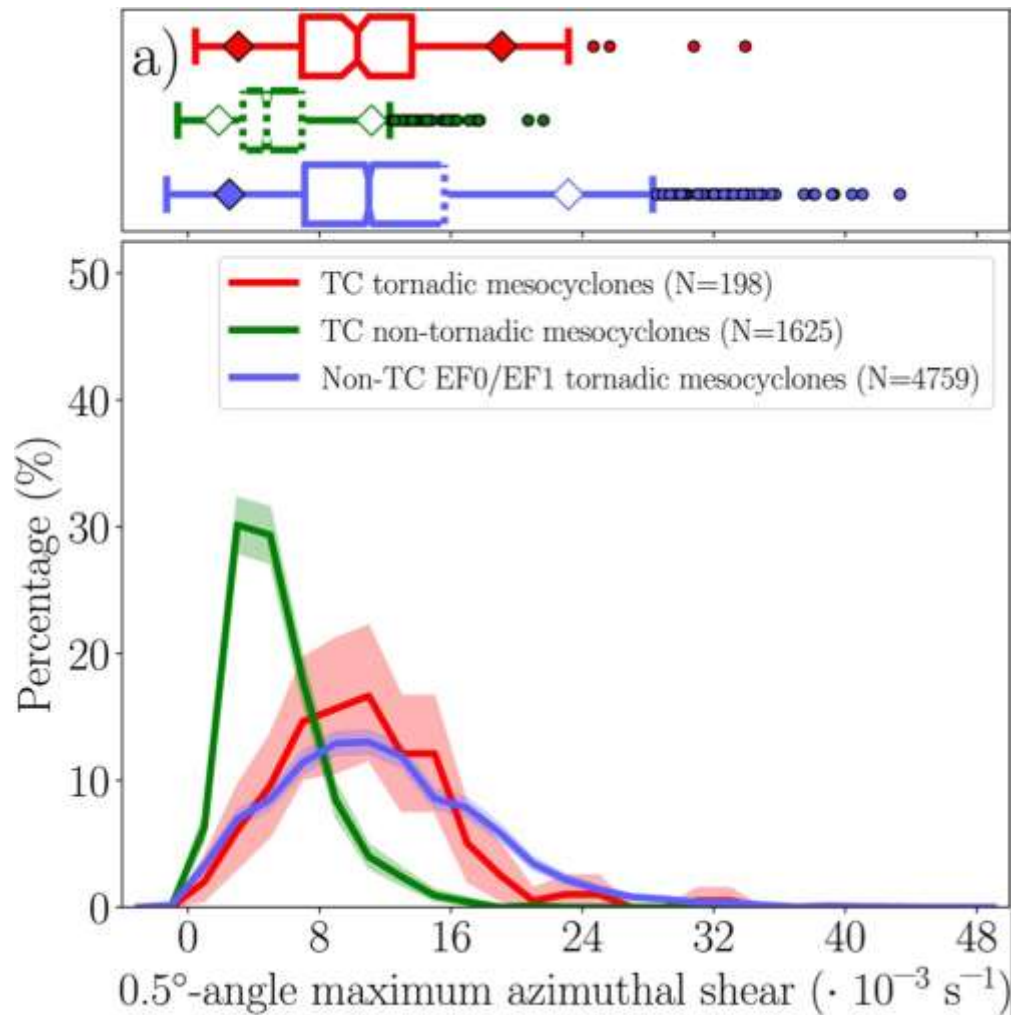 a)
TC tornadic mesocyclones (N=198)
TC non-tornadic mesocyclones (N=1625)
Non-TC EF0/EF1 tornadic mesocyclones (N=4759)
Percentage (%)
50
40
30
20
10
0
0 8 16 24 32 40 48
0.5°-angle maximum azimuthal shear (· 10⁻³ s⁻¹)